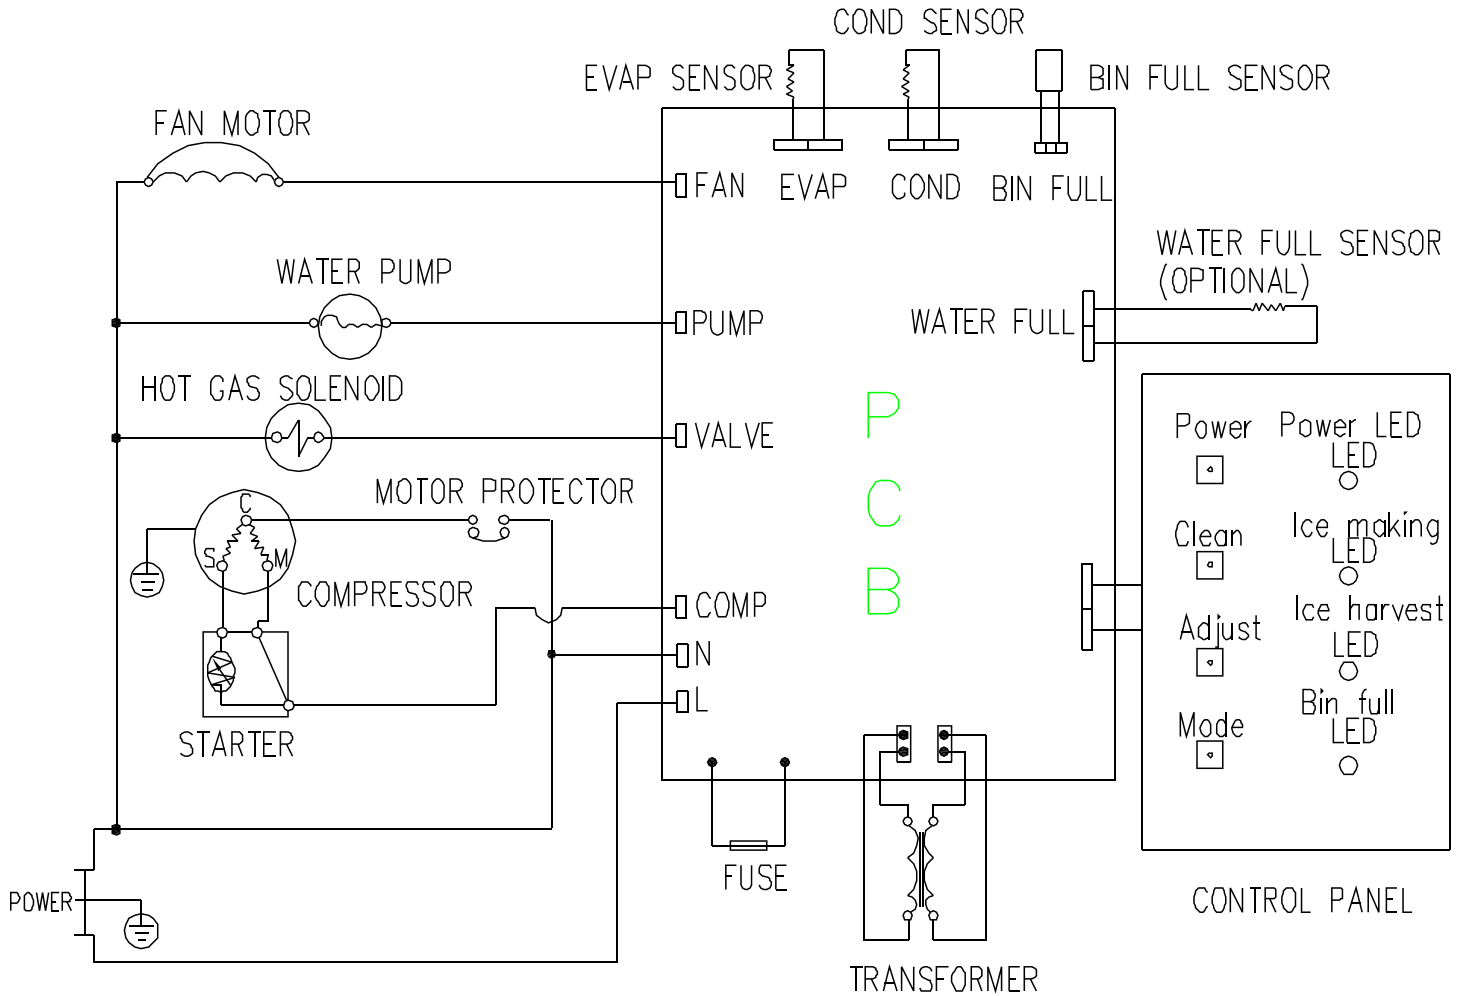 COND SENSOR
EVAP SENSOR
BIN FULL SENSOR
FAN MOTOR
FAN
EVAP
COND
BIN FULL
WATER FULL SENSOR
(OPTIONAL)
WATER PUMP
PUMP
WATER FULL
HOT GAS SOLENOID
VALVE
P
C
B
MOTOR PROTECTOR
C
S
M
COMPRESSOR
COMP
N
L
STARTER
Power
Power LED
LED
Clean
Ice making
LED
Adjust
Ice harvest
LED
Mode
Bin full
LED
FUSE
POWER
CONTROL PANEL
TRANSFORMER